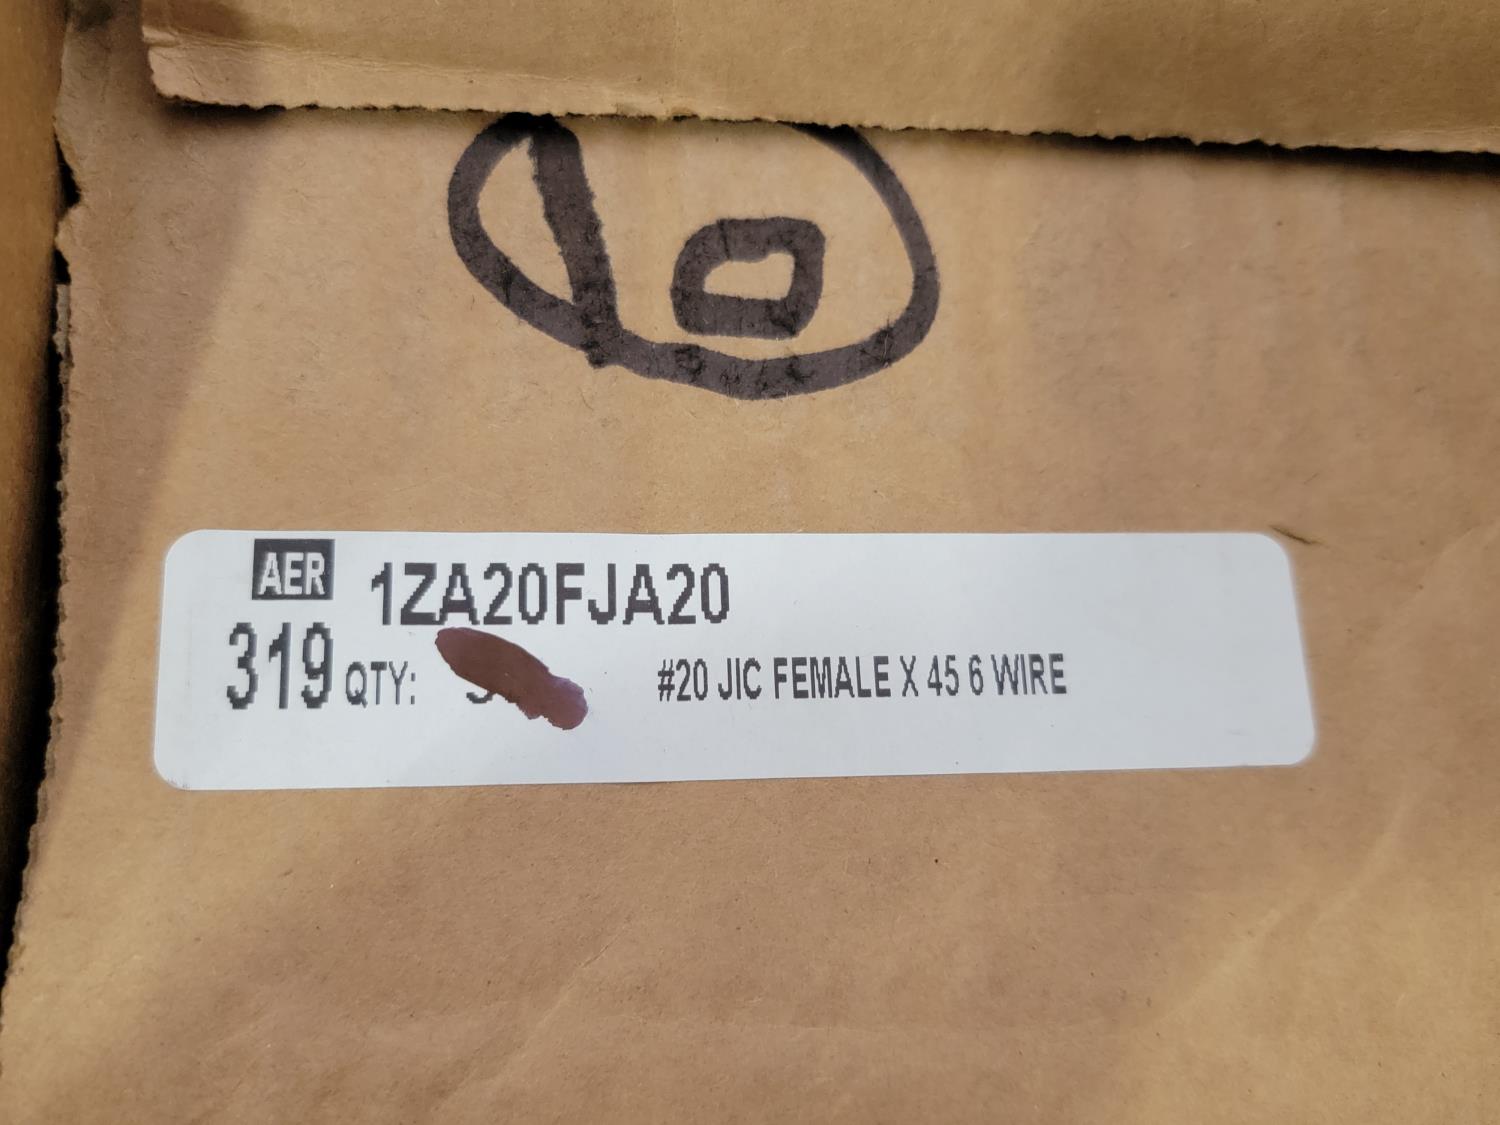 10
AER 1ZA20FJA20
319 QTY: #20 JIC FEMALE X 45 6 WIRE